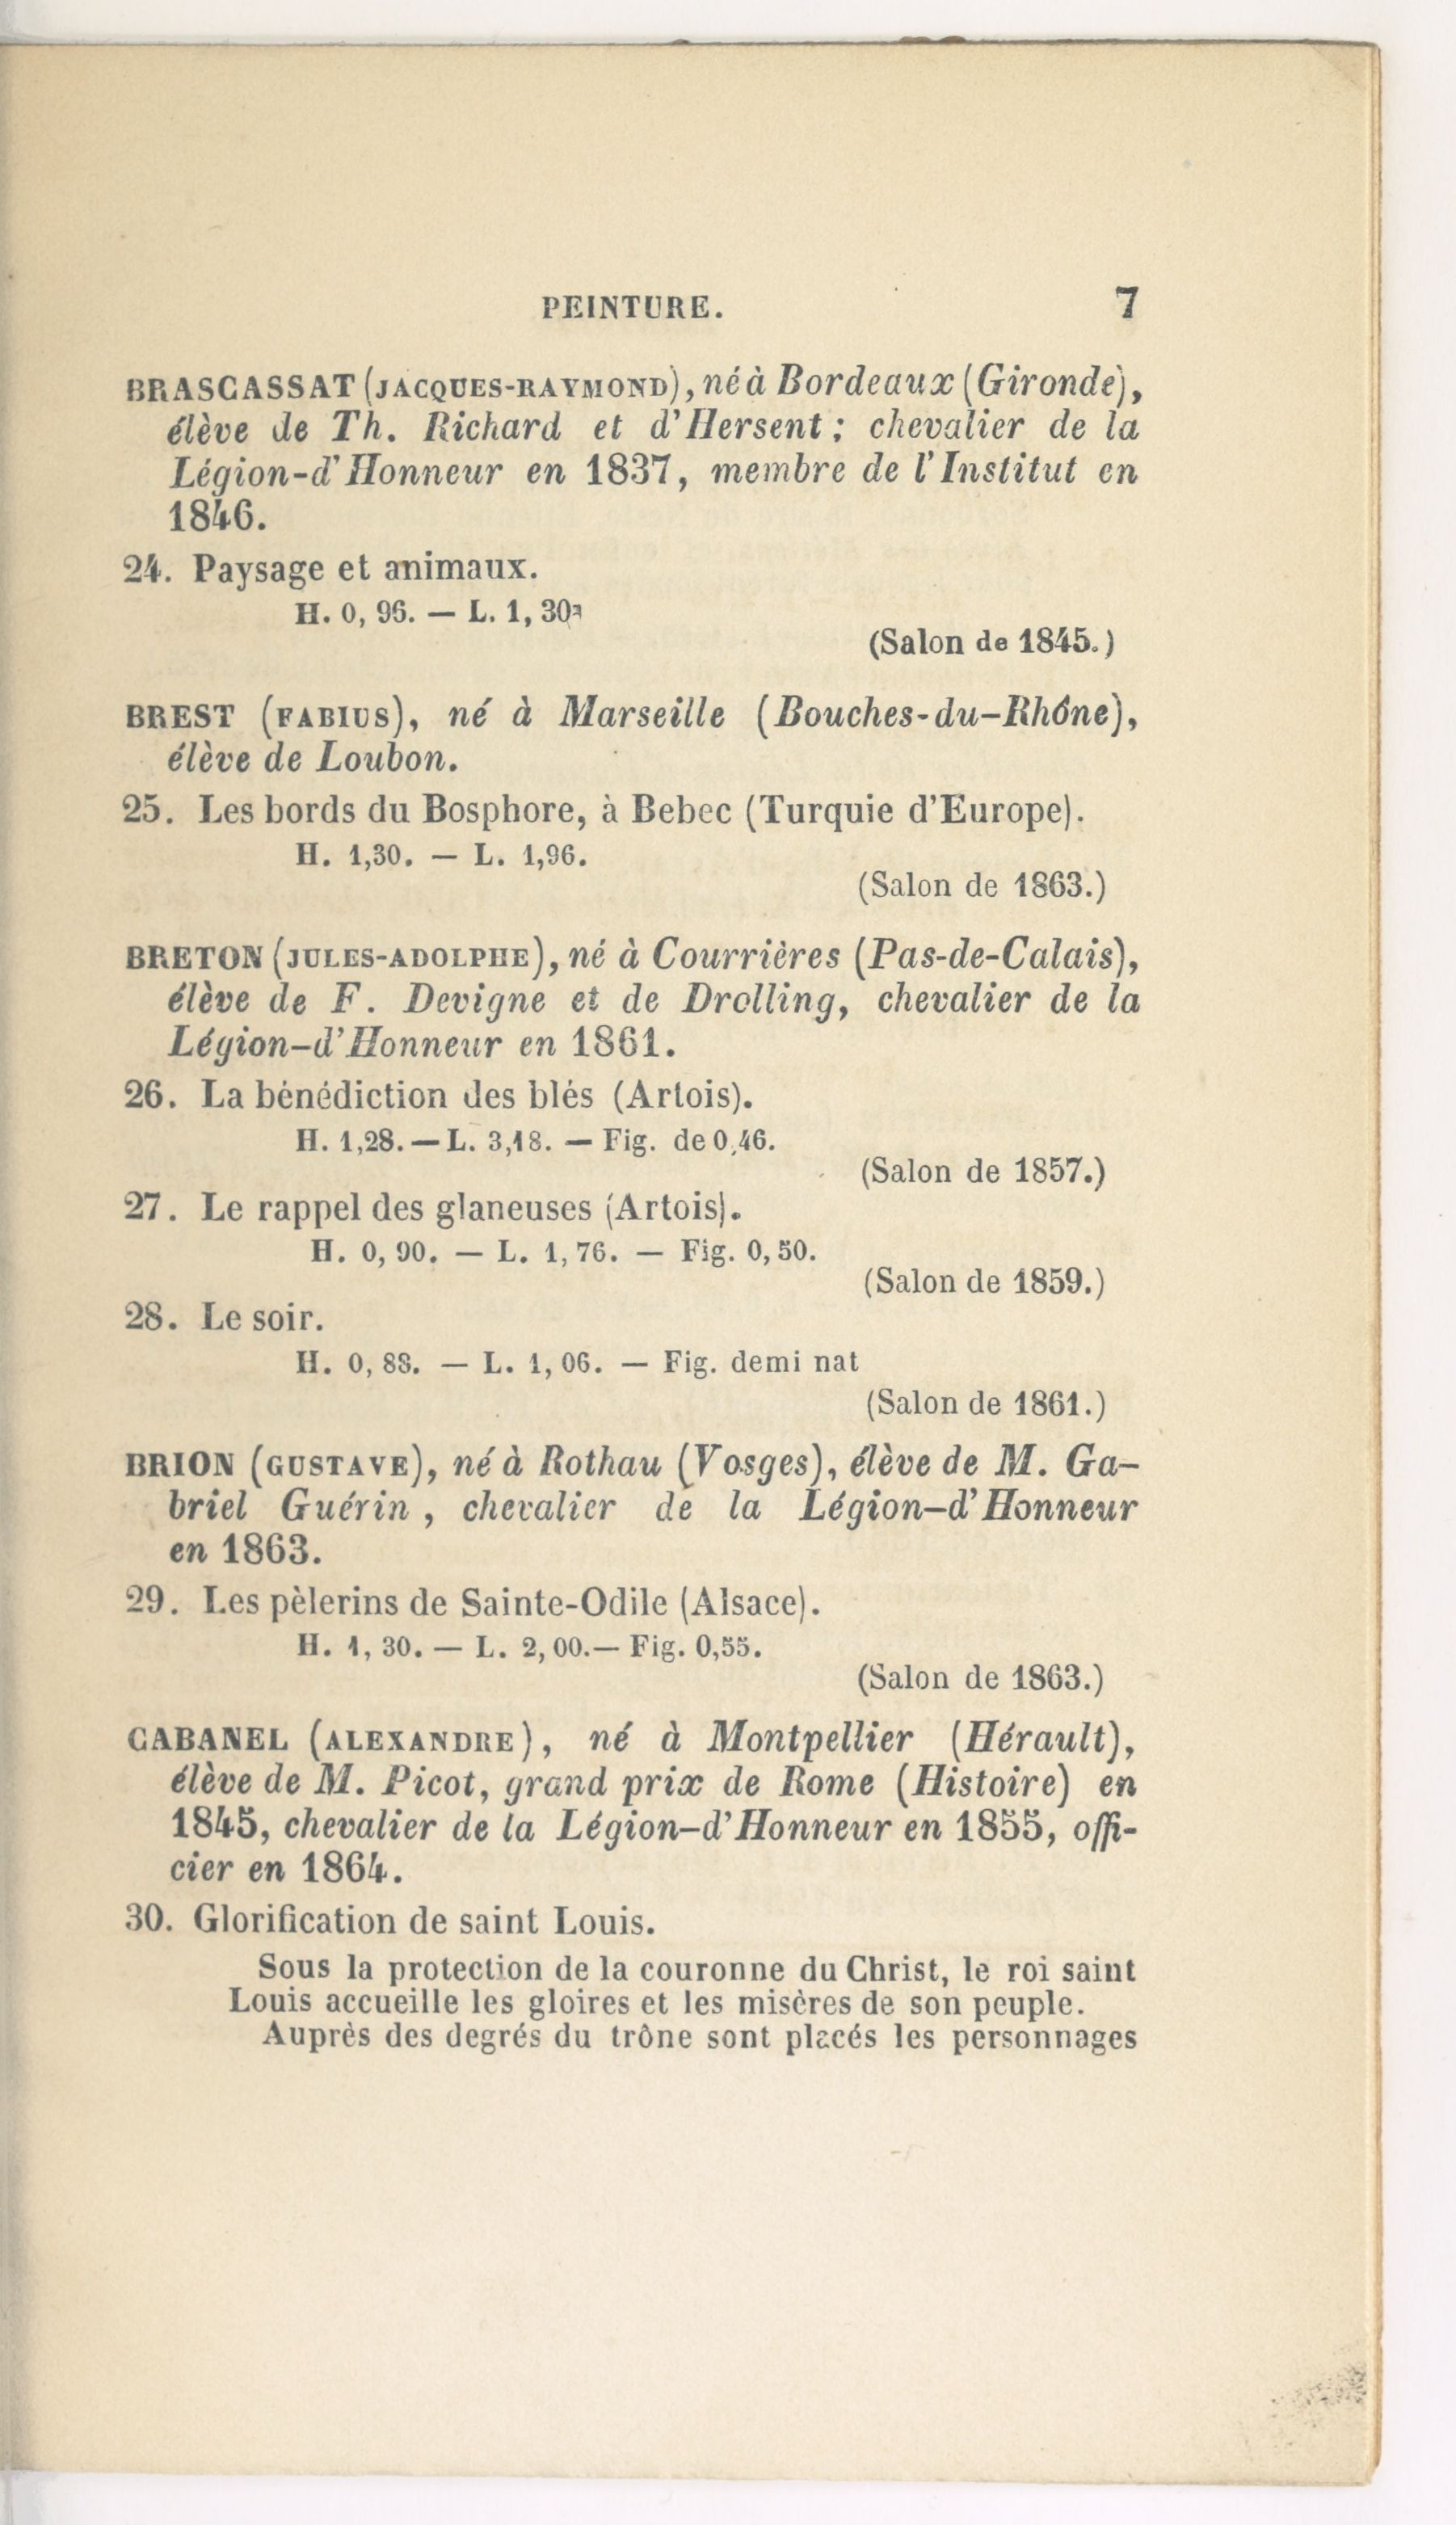 PEINTURE. 7
BRASCASSAT (JACQUES-RAYMOND), né à Bordeaux (Gironde),
élève de Th. Richard et d'Hersent; chevalier de la
Légion-d'Honneur en 1837, membre de l'Institut en
1846.
24. Paysage et animaux.
H. 0, 96. — L. 1, 30.
(Salon de 1845.)
BREST (FABIUS), né à Marseille (Bouches-du-Rhône),
élève de Loubon.
25. Les bords du Bosphore, à Bebec (Turquie d'Europe).
H. 1,30. — L. 1,96.
(Salon de 1863.)
BRETON (JULES-ADOLPHE), né à Courrières (Pas-de-Calais),
élève de F. Devigne et de Drolling, chevalier de la
Légion-d'Honneur en 1861.
26. La bénédiction des blés (Artois).
H. 1,28. — L. 3,18. — Fig. de 0,46.
(Salon de 1857.)
27. Le rappel des glaneuses (Artois).
H. 0, 90. — L. 1, 76. — Fig. 0, 50.
(Salon de 1859.)
28. Le soir.
H. 0, 88. — L. 1, 06. — Fig. demi nat
(Salon de 1861.)
BRION (GUSTAVE), né à Rothau (Vosges), élève de M. Ga-
briel Guérin, chevalier de la Légion-d'Honneur
en 1863.
29. Les pèlerins de Sainte-Odile (Alsace).
H. 1, 30. — L. 2, 00. — Fig. 0,55.
(Salon de 1863.)
CABANEL (ALEXANDRE), né à Montpellier (Hérault),
élève de M. Picot, grand prix de Rome (Histoire) en
1845, chevalier de la Légion-d'Honneur en 1855, offi-
cier en 1864.
30. Glorification de saint Louis.
Sous la protection de la couronne du Christ, le roi saint
Louis accueille les gloires et les misères de son peuple.
Auprès des degrés du trône sont placés les personnages